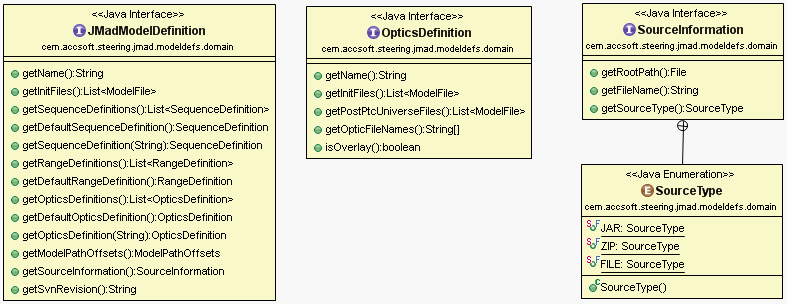 <<Java Interface>>
I JMadModelDefinition
cern.accsoft.steering.jmad.modeldefs.domain
getName():String
getInitFiles():List<ModelFile>
getSequenceDefinitions():List<SequenceDefinition>
getDefaultSequenceDefinition():SequenceDefinition
getSequenceDefinition(String):SequenceDefinition
getRangeDefinitions():List<RangeDefinition>
getDefaultRangeDefinition():RangeDefinition
getOpticsDefinitions():List<OpticsDefinition>
getDefaultOpticsDefinition():OpticsDefinition
getOpticsDefinition(String):OpticsDefinition
getModelPathOffsets():ModelPathOffsets
getSourceInformation():SourceInformation
getSvnRevision():String
<<Java Interface>>
I OpticsDefinition
cern.accsoft.steering.jmad.modeldefs.domain
getName():String
getInitFiles():List<ModelFile>
getPostPtcUniverseFiles():List<ModelFile>
getOpticFileNames():String[]
isOverlay():boolean
<<Java Interface>>
I SourceInformation
cern.accsoft.steering.jmad.modeldefs.domain
getRootPath():File
getFileName():String
getSourceType():SourceType
<<Java Enumeration>>
E SourceType
cern.accsoft.steering.jmad.modeldefs.domain
S F JAR: SourceType
S F ZIP: SourceType
S F FILE: SourceType
C SourceType()